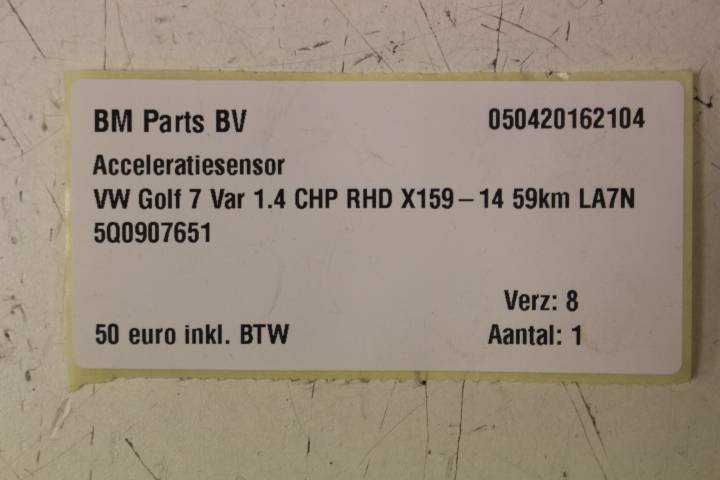 BM Parts BV 050420162104
Acceleratiesensor
VW Golf 7 Var 1.4 CHP RHD X159-14 59km LA7N
5Q0907651
Verz: 8
50 euro inkl. BTW Aantal: 1